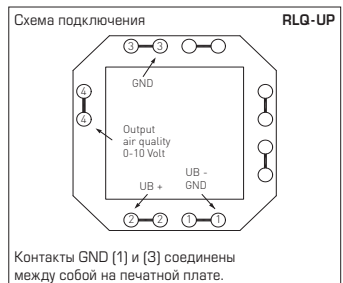 Схема подключения RLQ-UP
3 3
GND
4
4
Output
air quality
0-10 Volt
UB -
GND
UB +
2 2 1 1
Контакты GND (1) и (3) соединены
между собой на печатной плате.